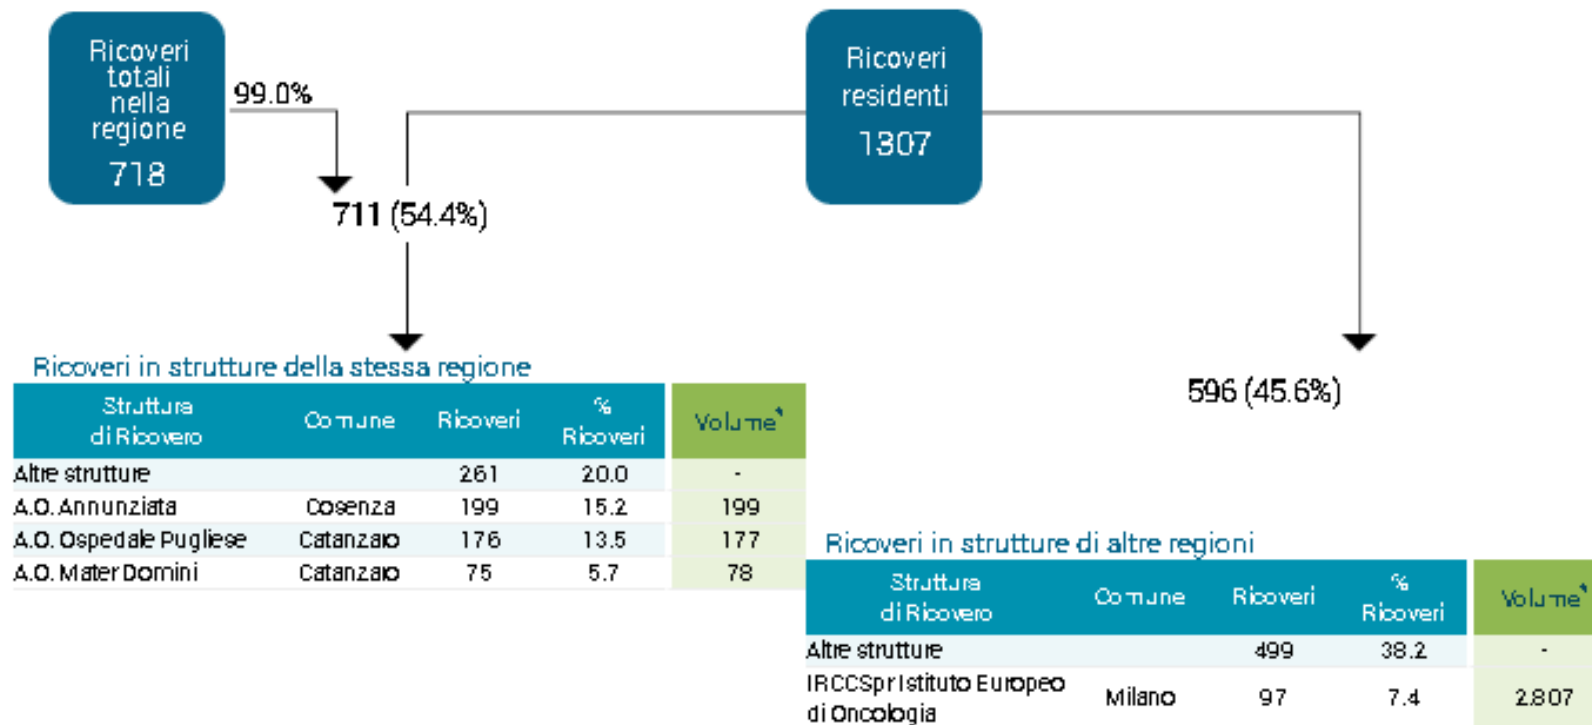 Ricoveri
totali
nella
regione
718
99.0%
Ricoveri
residenti
1307
711 (54.4%)
596 (45.6%)
Ricoveri in strutture della stessa regione
Struttura di Ricovero Comune Ricoveri % Ricoveri Volume*
Altre strutture 261 20.0 -
A.O. Annunziata Cosenza 199 15.2 199
A.O. Ospedale Pugliese Catanzaro 176 13.5 177
A.O. Mater Domini Catanzaro 75 5.7 78
Ricoveri in strutture di altre regioni
Struttura di Ricovero Comune Ricoveri % Ricoveri Volume*
Altre strutture 499 38.2 -
IRCCSpr Istituto Europeo di Oncologia Milano 97 7.4 2.807